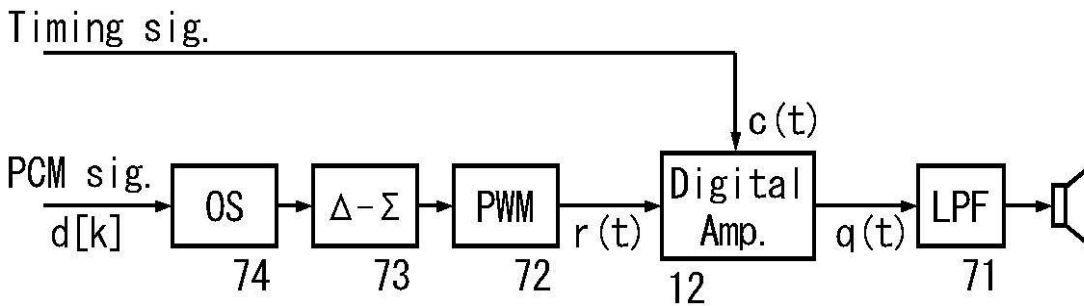 Timing sig.
c(t)
PCM sig.
d[k]
OS
74
Δ-Σ
73
PWM
72
r(t)
Digital
Amp.
12
q(t)
LPF
71